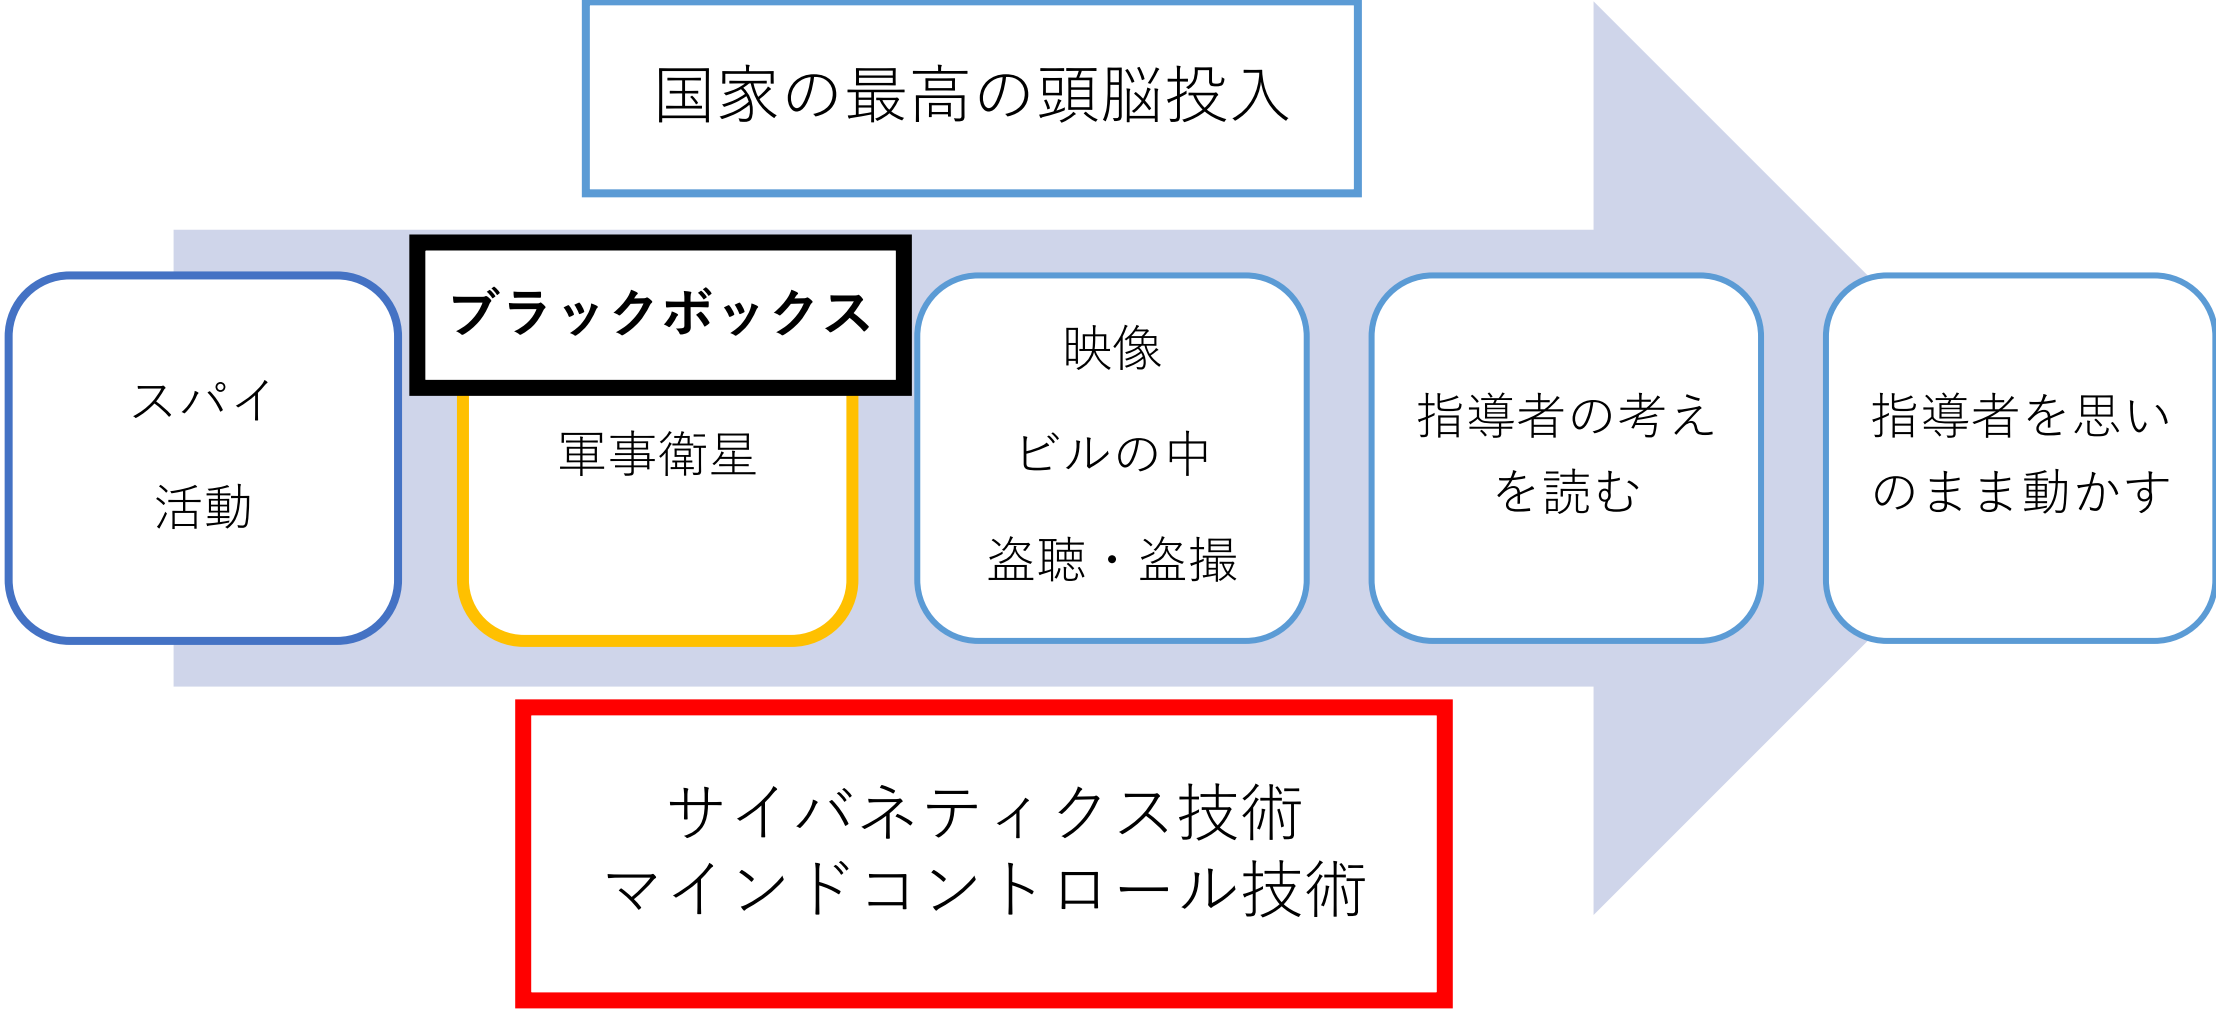 国家の最高の頭脳投入
スパイ
活動
ブラックボックス
軍事衛星
映像
ビルの中
盗聴・盗撮
指導者の考え
を読む
指導者を思い
のまま動かす
サイバネティクス技術
マインドコントロール技術